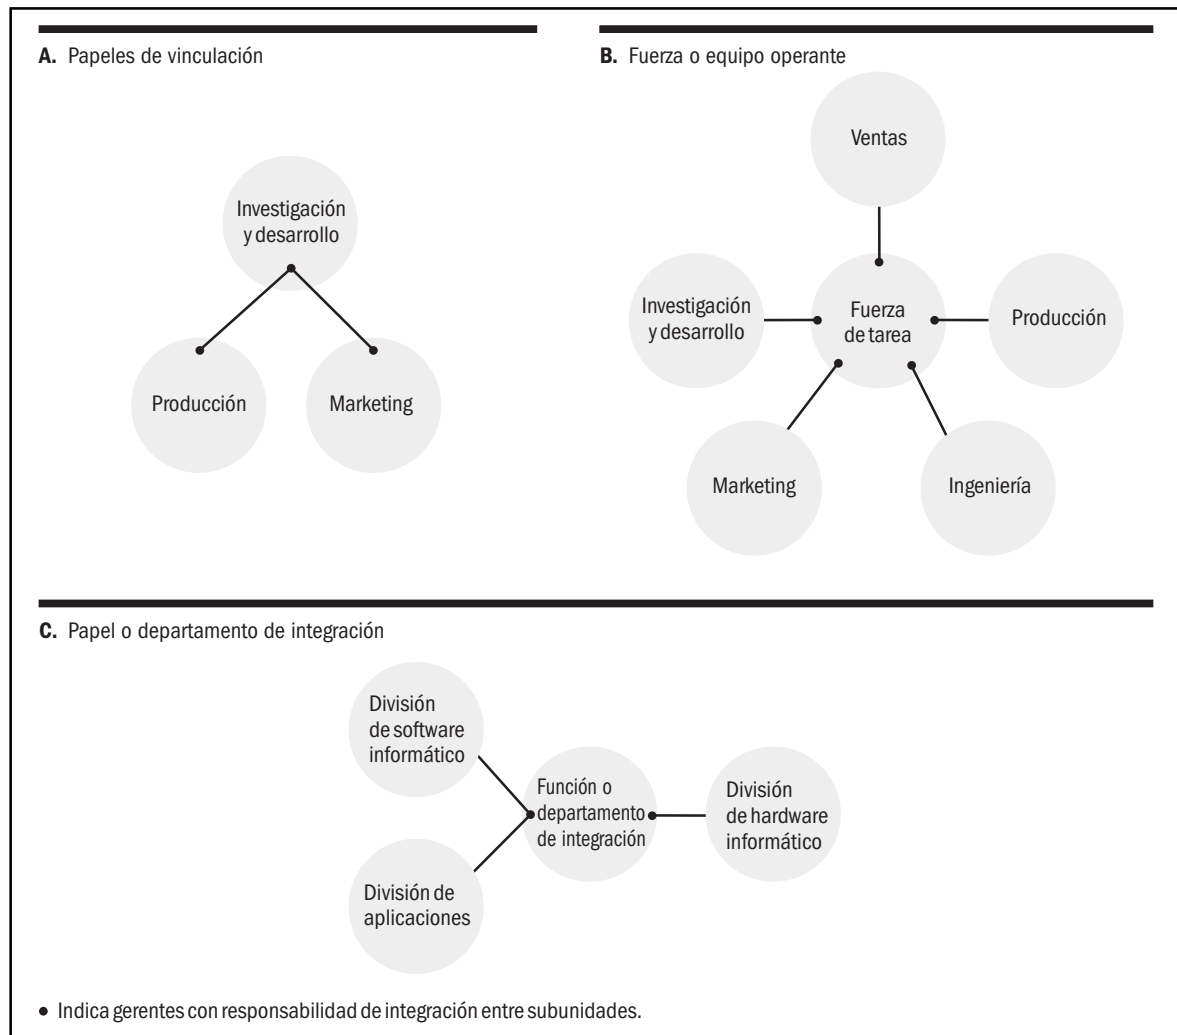 A. Papeles de vinculación
Investigación
y desarrollo
Producción
Marketing
B. Fuerza o equipo operante
Ventas
Investigación
y desarrollo
Fuerza
de tarea
Producción
Marketing
Ingeniería
C. Papel o departamento de integración
División
de software
informático
Función o
departamento
de integración
División
de hardware
informático
División de
aplicaciones
• Indica gerentes con responsabilidad de integración entre subunidades.